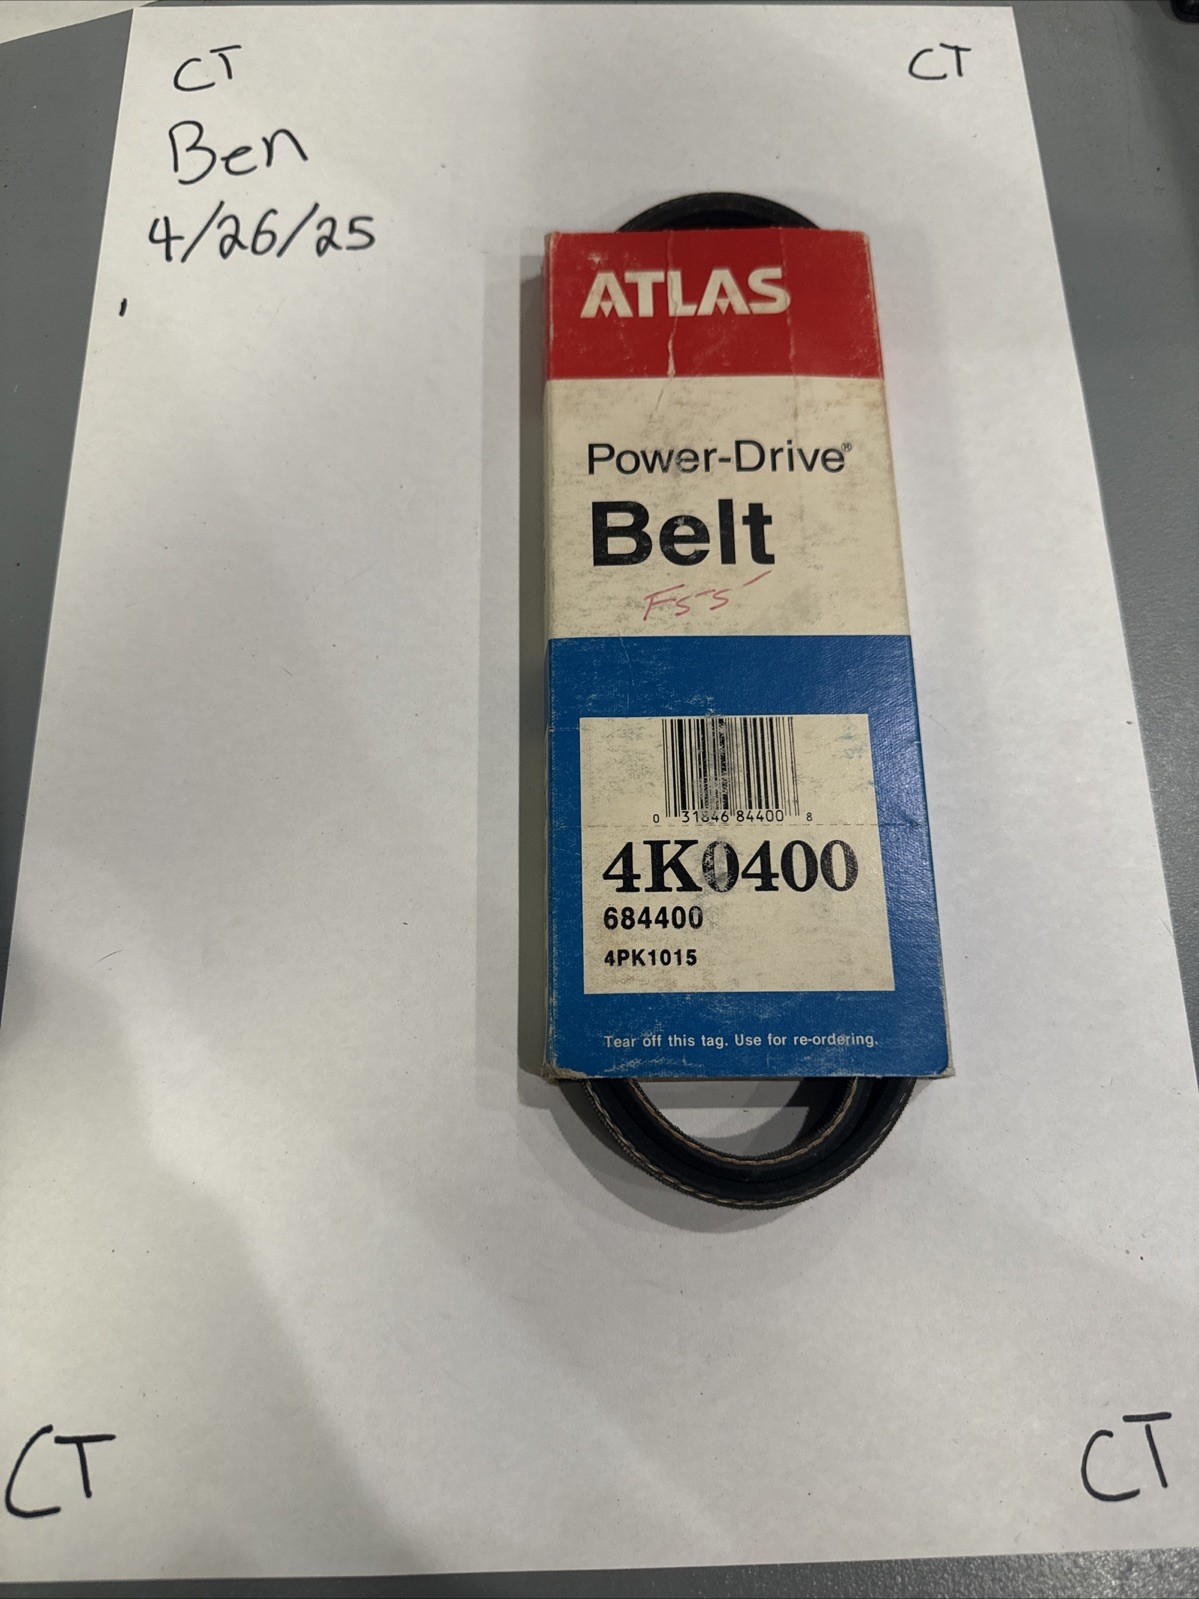 CT
CT
Ben
4/26/25
ATLAS
Power-Drive®
Belt
F55
0 31846 84400 8
4K0400
684400
4PK1015
Tear off this tag. Use for re-ordering.
CT
CT